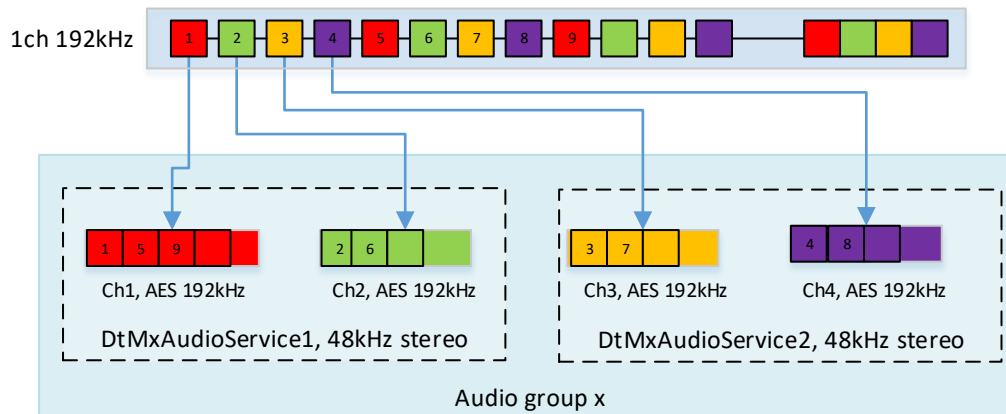 1ch 192kHz
1 2 3 4 5 6 7 8 9
1 5 9
2 6
3 7
4 8
Ch1, AES 192kHz
Ch2, AES 192kHz
Ch3, AES 192kHz
Ch4, AES 192kHz
DtMxAudioService1, 48kHz stereo
DtMxAudioService2, 48kHz stereo
Audio group x